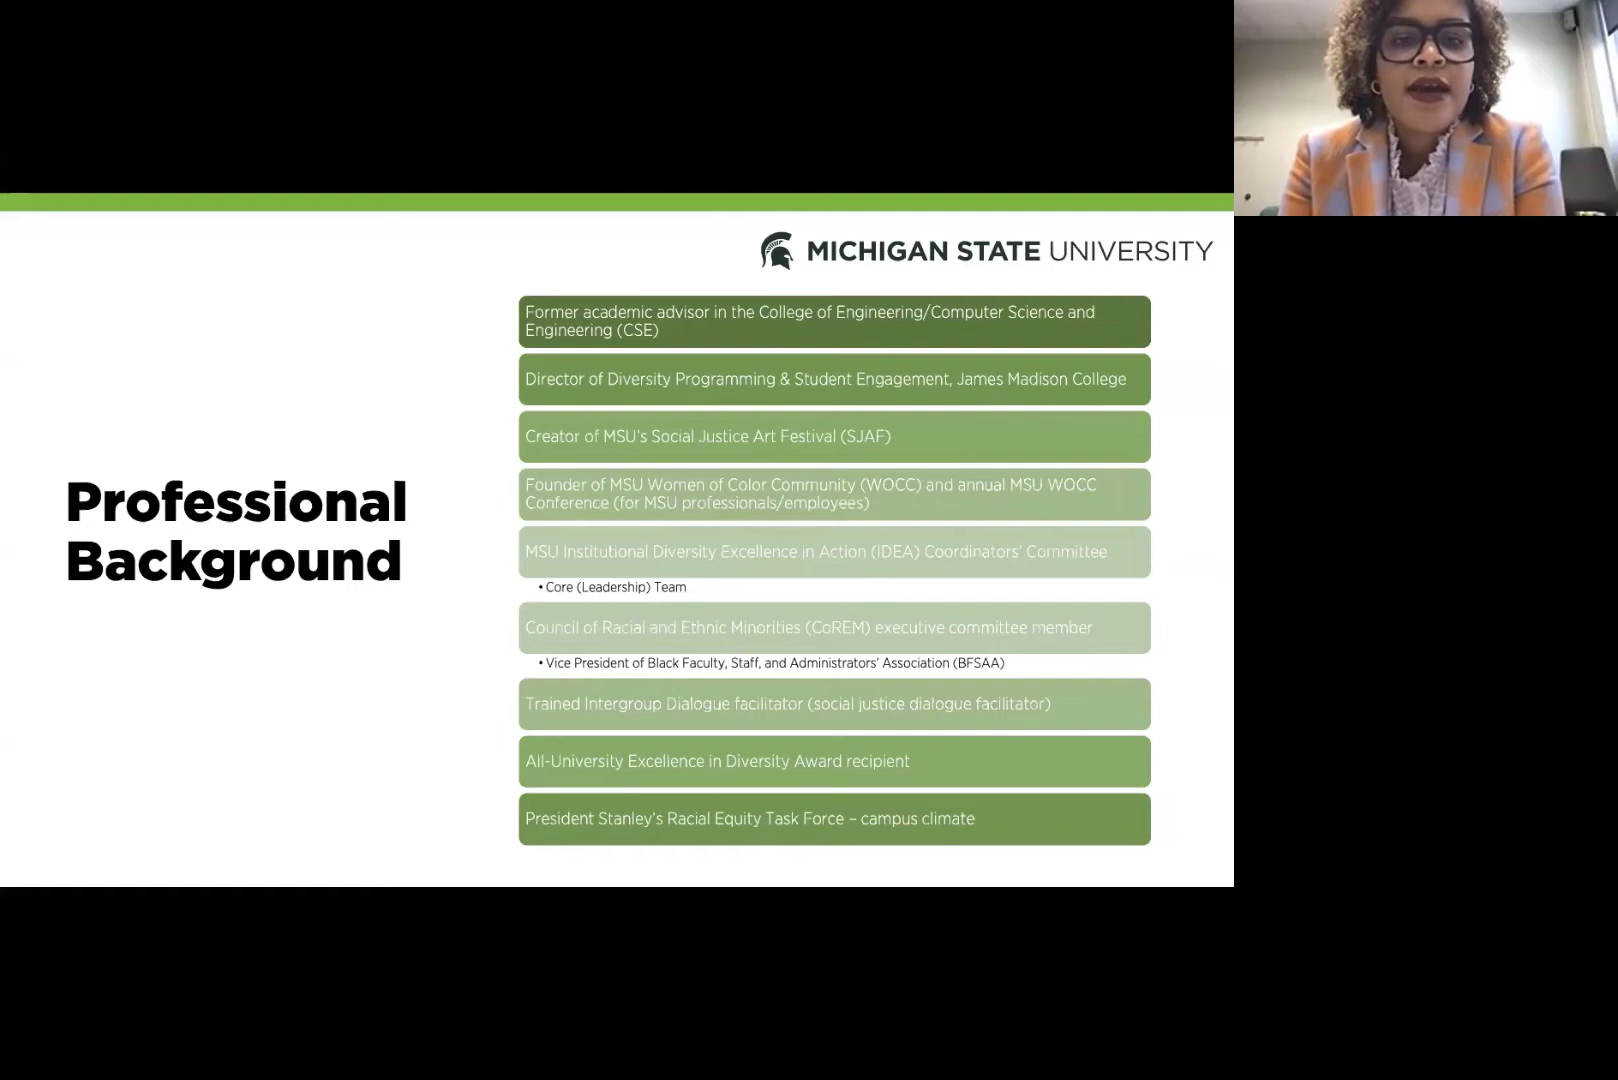 MICHIGAN STATE UNIVERSITY
Professional
Background
Former academic advisor in the College of Engineering/Computer Science and
Engineering (CSE)
Director of Diversity Programming & Student Engagement, James Madison College
Creator of MSU's Social Justice Art Festival (SJAF)
Founder of MSU Women of Color Community (WOCC) and annual MSU WOCC
Conference (for MSU professionals/employees)
MSU Institutional Diversity Excellence in Action (IDEA) Coordinators' Committee
• Core (Leadership) Team
Council of Racial and Ethnic Minorities (CoREM) executive committee member
• Vice President of Black Faculty, Staff, and Administrators' Association (BFSAA)
Trained Intergroup Dialogue facilitator (social justice dialogue facilitator)
All-University Excellence in Diversity Award recipient
President Stanley's Racial Equity Task Force – campus climate